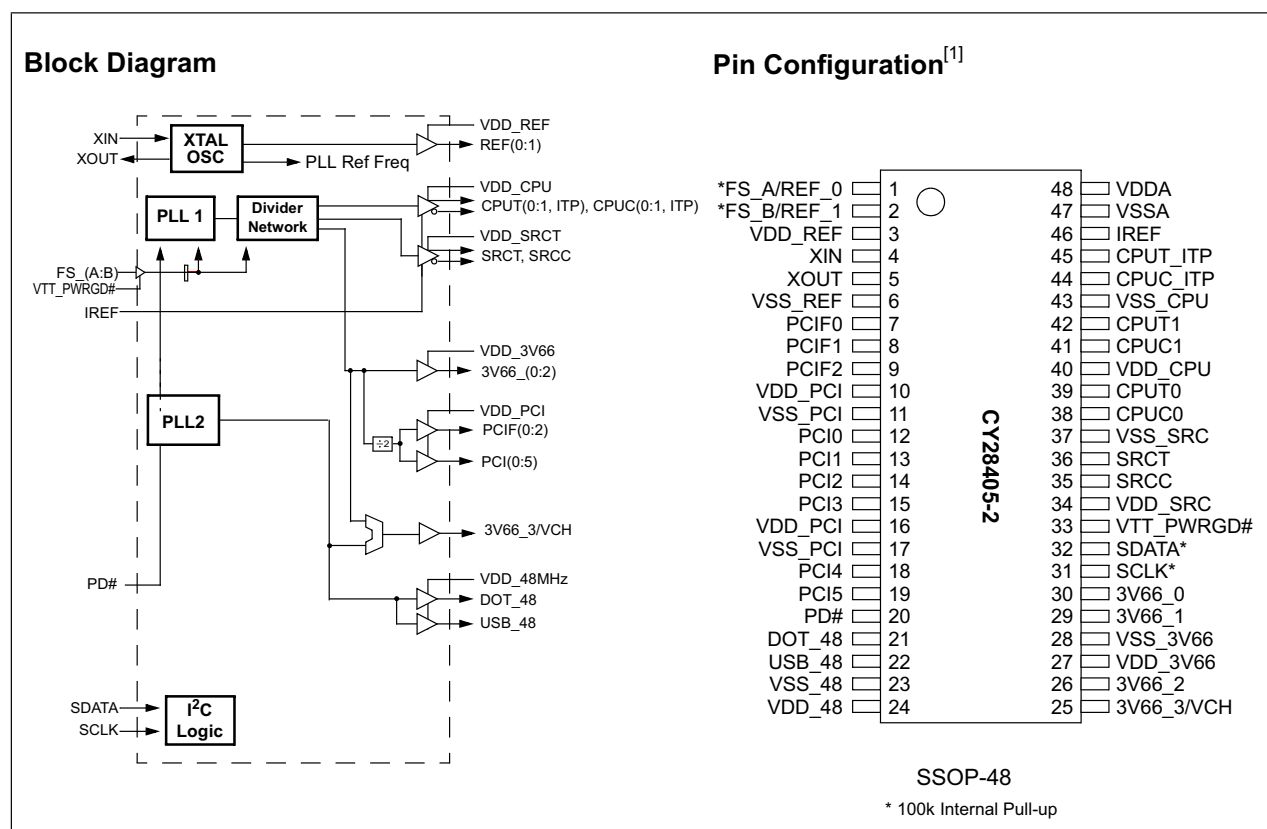 Block Diagram
XIN
XOUT
XTAL
OSC
VDD_REF
REF(0:1)
PLL Ref Freq
PLL 1
Divider
Network
VDD_CPU
CPUT(0:1, ITP), CPUC(0:1, ITP)
VDD_SRCT
SRCT, SRCC
FS_(A:B)
VTT_PWRGD#
IREF
VDD_3V66
3V66_(0:2)
PLL2
VDD_PCI
PCIF(0:2)
÷2
PCI(0:5)
3V66_3/VCH
PD#
VDD_48MHz
DOT_48
USB_48
SDATA
SCLK
I2C
Logic
Pin Configuration[1]
*FS_A/REF_0 1
*FS_B/REF_1 2
VDD_REF 3
XIN 4
XOUT 5
VSS_REF 6
PCIF0 7
PCIF1 8
PCIF2 9
VDD_PCI 10
VSS_PCI 11
PCI0 12
PCI1 13
PCI2 14
PCI3 15
VDD_PCI 16
VSS_PCI 17
PCI4 18
PCI5 19
PD# 20
DOT_48 21
USB_48 22
VSS_48 23
VDD_48 24
CY28405-2
48 VDDA
47 VSSA
46 IREF
45 CPUT_ITP
44 CPUC_ITP
43 VSS_CPU
42 CPUT1
41 CPUC1
40 VDD_CPU
39 CPUT0
38 CPUC0
37 VSS_SRC
36 SRCT
35 SRCC
34 VDD_SRC
33 VTT_PWRGD#
32 SDATA*
31 SCLK*
30 3V66_0
29 3V66_1
28 VSS_3V66
27 VDD_3V66
26 3V66_2
25 3V66_3/VCH
SSOP-48
* 100k Internal Pull-up